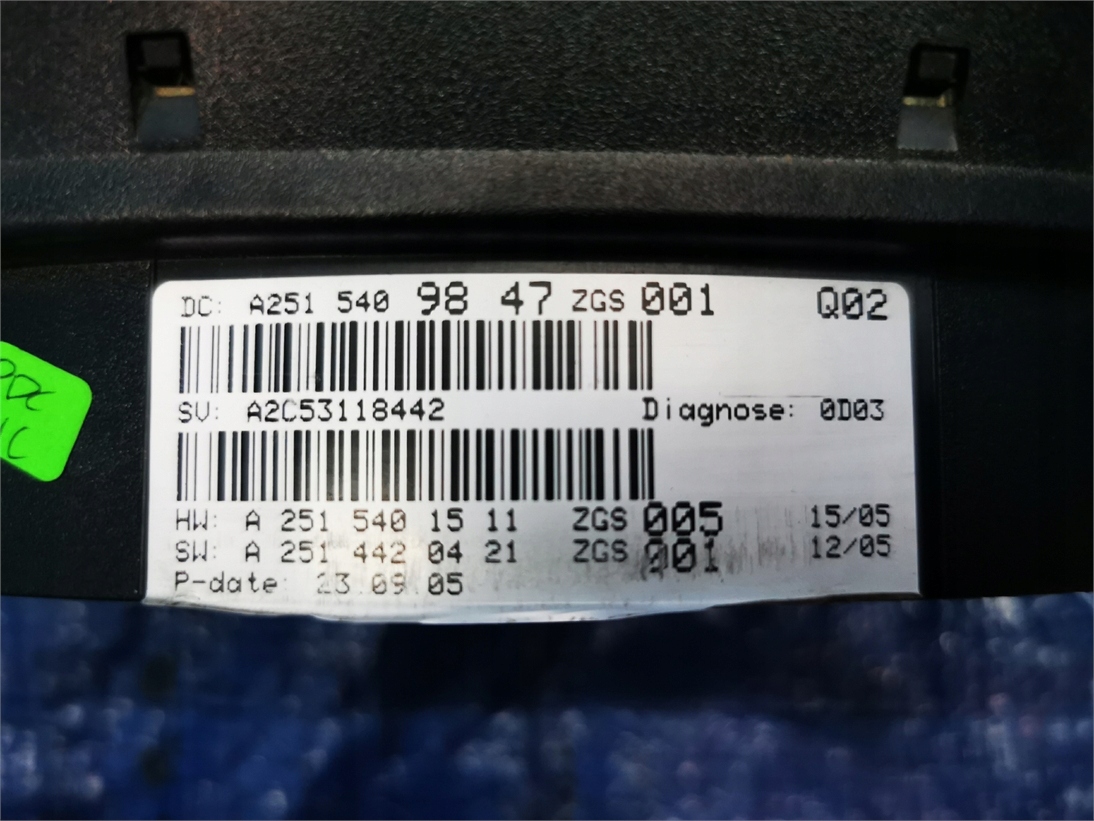 DC: A251 540 98 47 ZGS 001 Q02
SV: A2C53118442 Diagnose: 0D03
HW: A 251 540 15 11 ZGS 005 15/05
SW: A 251 442 04 21 ZGS 001 12/05
P-date: 23.09.05